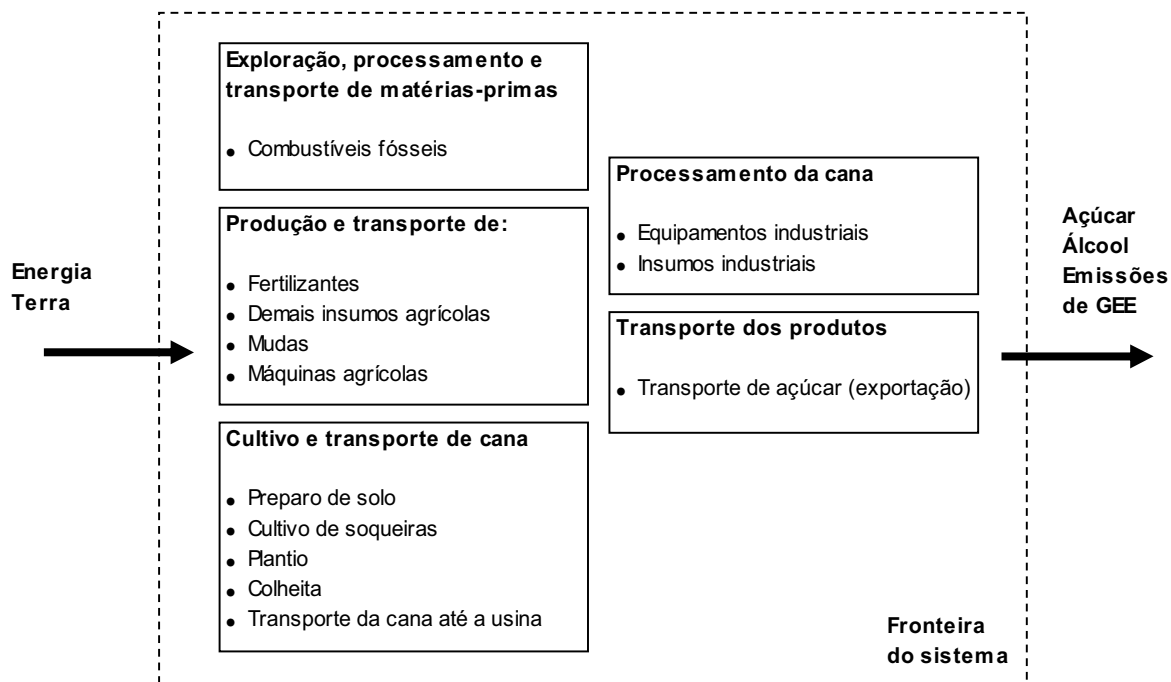 Energia
Terra
Exploração, processamento e
transporte de matérias-primas
• Combustíveis fósseis
Produção e transporte de:
• Fertilizantes
• Demais insumos agrícolas
• Mudas
• Máquinas agrícolas
Cultivo e transporte de cana
• Preparo de solo
• Cultivo de soqueiras
• Plantio
• Colheita
• Transporte da cana até a usina
Processamento da cana
• Equipamentos industriais
• Insumos industriais
Transporte dos produtos
• Transporte de açúcar (exportação)
Fronteira
do sistema
Açúcar
Álcool
Emissões
de GEE